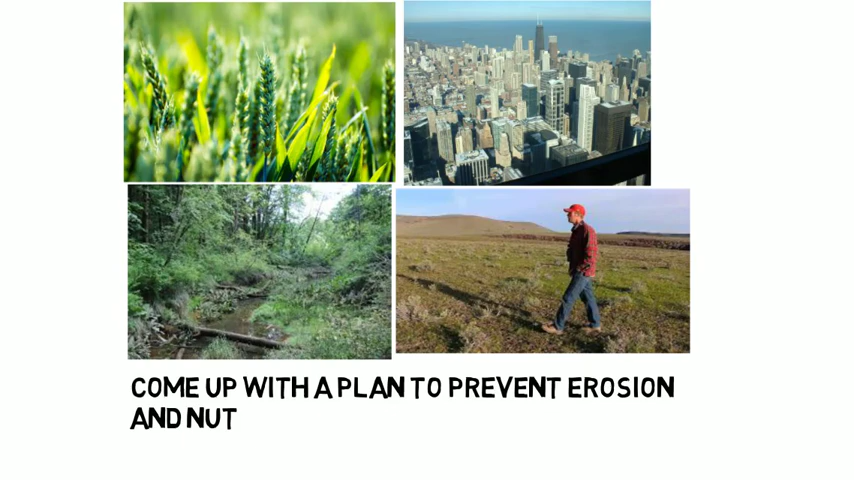 COME UP WITH A PLAN TO PREVENT EROSION
AND NUT